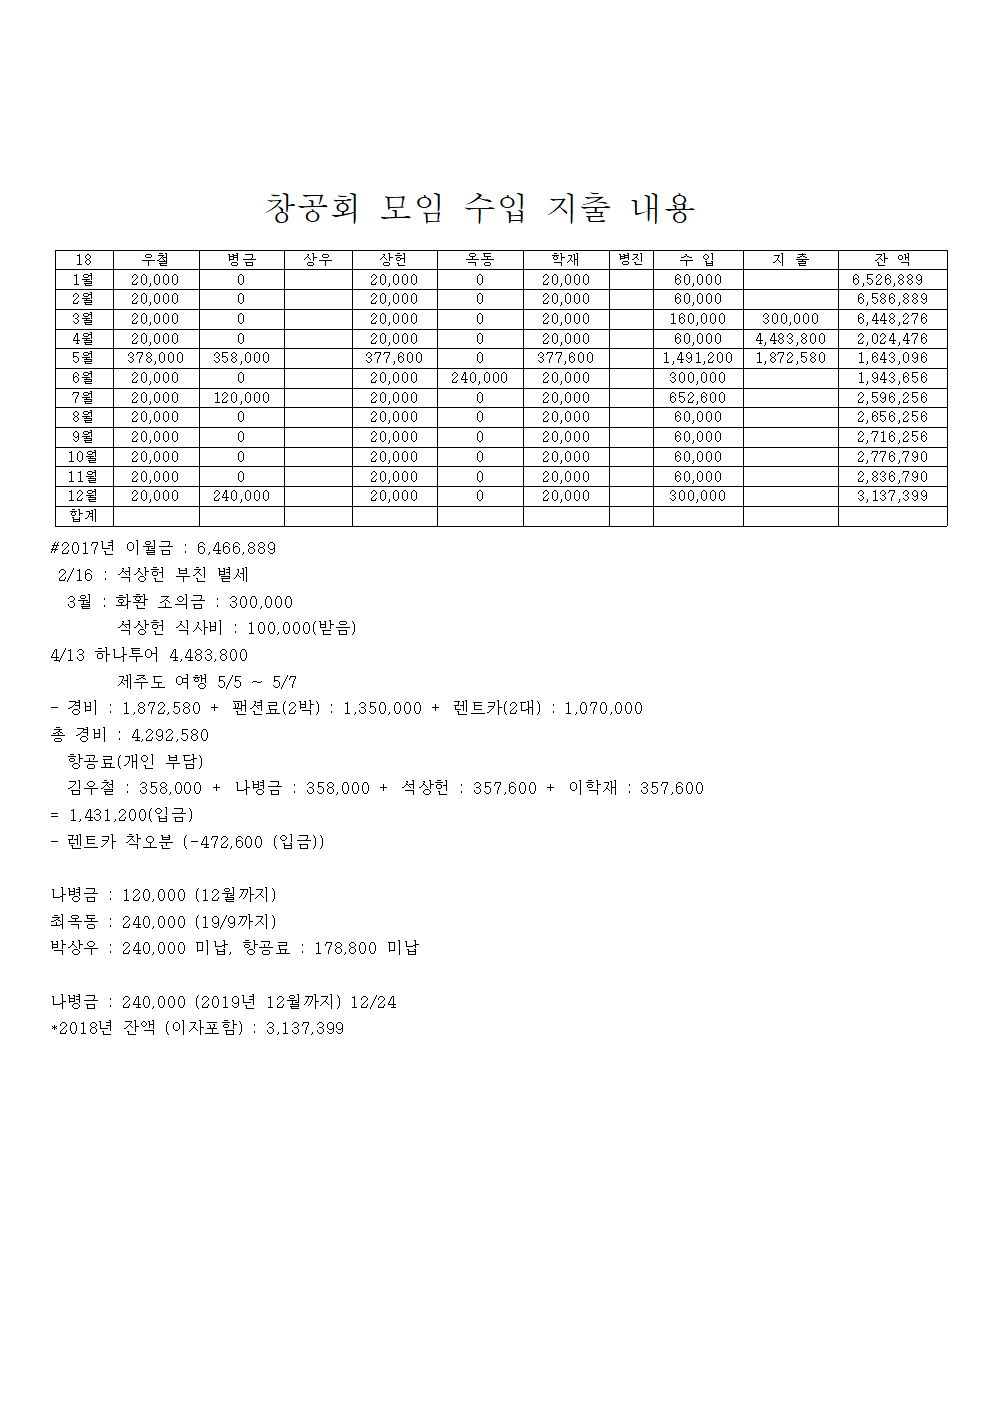 창공회 모임 수입 지출 내용
18 우철 병금 상우 상헌 옥동 학재 병진 수 입 지 출 잔 액
1월 20,000 0 20,000 0 20,000 60,000 6,526,889
2월 20,000 0 20,000 0 20,000 60,000 6,586,889
3월 20,000 0 20,000 0 20,000 160,000 300,000 6,448,276
4월 20,000 0 20,000 0 20,000 60,000 4,483,800 2,024,476
5월 378,000 358,000 377,600 0 377,600 1,491,200 1,872,580 1,643,096
6월 20,000 0 20,000 240,000 20,000 300,000 1,943,656
7월 20,000 120,000 20,000 0 20,000 652,600 2,596,256
8월 20,000 0 20,000 0 20,000 60,000 2,656,256
9월 20,000 0 20,000 0 20,000 60,000 2,716,256
10월 20,000 0 20,000 0 20,000 60,000 2,776,790
11월 20,000 0 20,000 0 20,000 60,000 2,836,790
12월 20,000 240,000 20,000 0 20,000 300,000 3,137,399
합계
#2017년 이월금 : 6,466,889
2/16 : 석상헌 부친 별세
3월 : 화환 조의금 : 300,000
석상헌 식사비 : 100,000(받음)
4/13 하나투어 4,483,800
제주도 여행 5/5 ~ 5/7
- 경비 : 1,872,580 + 팬션료(2박) : 1,350,000 + 렌트카(2대) : 1,070,000
총 경비 : 4,292,580
항공료(개인 부담)
김우철 : 358,000 + 나병금 : 358,000 + 석상헌 : 357,600 + 이학재 : 357,600
= 1,431,200(입금)
- 렌트카 착오분 (-472,600 (입금))
나병금 : 120,000 (12월까지)
최옥동 : 240,000 (19/9까지)
박상우 : 240,000 미납, 항공료 : 178,800 미납
나병금 : 240,000 (2019년 12월까지) 12/24
*2018년 잔액 (이자포함) : 3,137,399